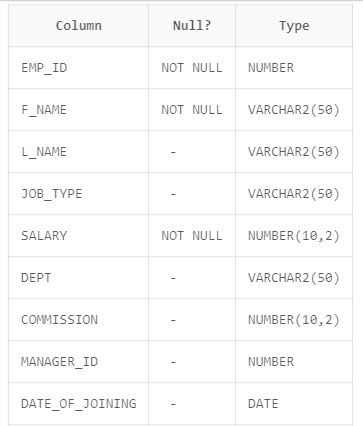 Column Null? Type
EMP_ID NOT NULL NUMBER
F_NAME NOT NULL VARCHAR2(50)
L_NAME - VARCHAR2(50)
JOB_TYPE - VARCHAR2(50)
SALARY NOT NULL NUMBER(10,2)
DEPT - VARCHAR2(50)
COMMISSION - NUMBER(10,2)
MANAGER_ID - NUMBER
DATE_OF_JOINING - DATE